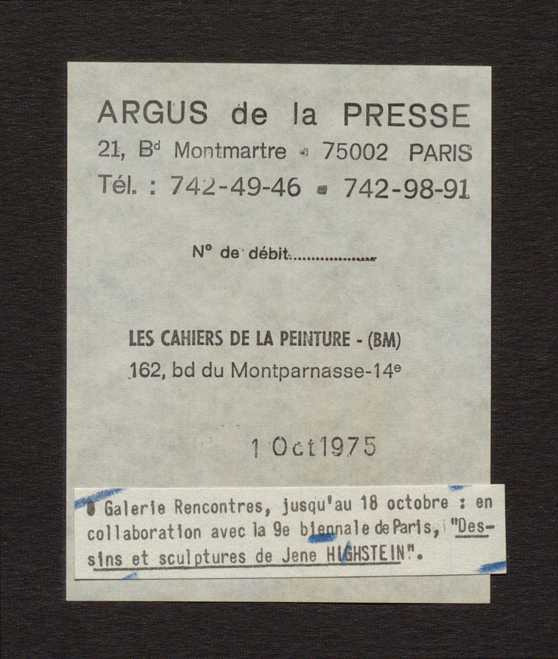 ARGUS de la PRESSE
21, Bd Montmartre - 75002 PARIS
Tél. : 742-49-46 - 742-98-91
N° de débit...................
LES CAHIERS DE LA PEINTURE - (BM)
162, bd du Montparnasse-14e
1 Oct 1975
● Galerie Rencontres, jusqu'au 18 octobre : en
collaboration avec la 9e biennale de Paris, "Des-
sins et sculptures de Jene HIGHSTEIN".